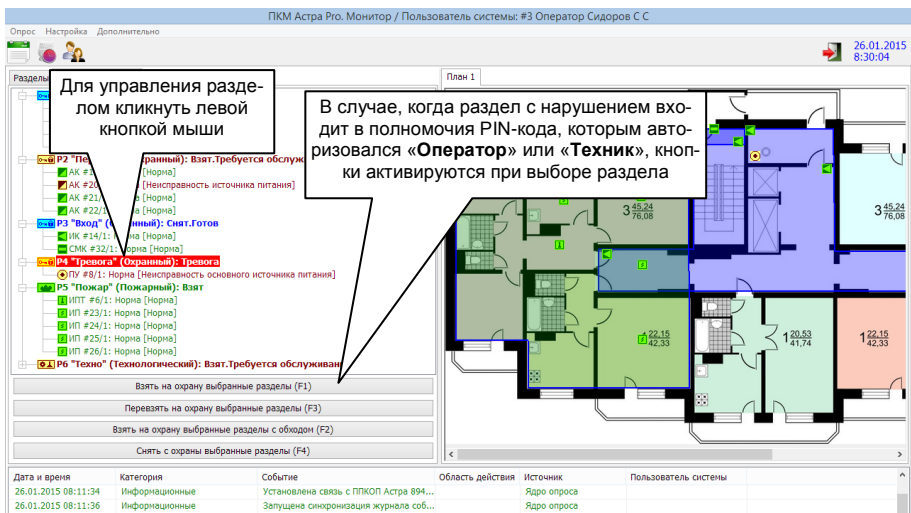 ПКМ Астра Pro. Монитор / Пользователь системы: #3 Оператор Сидоров С С
Опрос Настройка Дополнительно
26.01.2015
8:30:04
Разделы
План 1
Для управления разде-
лом кликнуть левой
кнопкой мыши
В случае, когда раздел с нарушением вхо-
дит в полномочия PIN-кода, которым авто-
ризовался «Оператор» или «Техник», кноп-
ки активируются при выборе раздела
Р2 "Пе ранный): Взят.Требуется обслуж
АК # [Норма]
АК #20 [Неисправность источника питания]
АК #21/ а [Норма]
АК #22/1 а [Норма]
Р3 "Вход" ( нный): Снят.Готов
ИК #14/1: ма [Норма]
СМК #32/1: рма [Норма]
Р4 "Тревога" (Охранный): Тревога
ПУ #8/1: Норма [Неисправность основного источника питания]
Р5 "Пожар" (Пожарный): Взят
ИПТ #6/1: Норма [Норма]
ИП #23/1: Норма [Норма]
ИП #24/1: Норма [Норма]
ИП #25/1: Норма [Норма]
ИП #26/1: Норма [Норма]
Р6 "Техно" (Технологический): Взят.Требуется обслуживан
3 45,24
76,08
3 45,24
76,08
22,15
42,33
1 20,53
41,74
1 22,15
42,33
Взять на охрану выбранные разделы (F1)
Перевзять на охрану выбранные разделы (F3)
Взять на охрану выбранные разделы с обходом (F2)
Снять с охраны выбранные разделы (F4)
Дата и время Категория Событие Область действия Источник Пользователь системы
26.01.2015 08:11:34 Информационные Установлена связь с ППКОП Астра 894... Ядро опроса
26.01.2015 08:11:36 Информационные Запущена синхронизация журнала соб... Ядро опроса